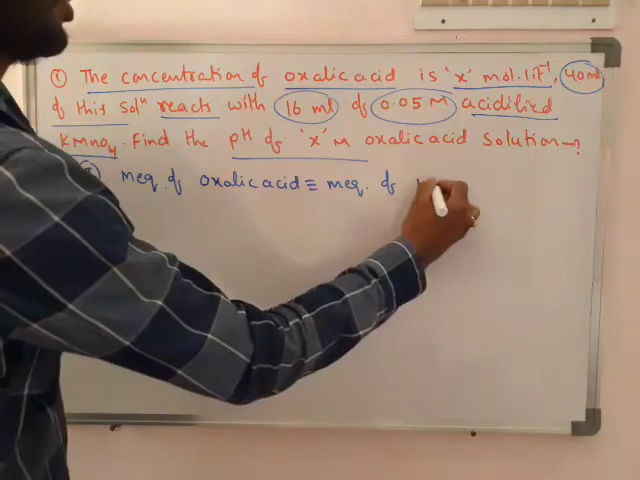 ① The concentration of oxalic acid is 'x' mol.lit⁻¹, 40 ml
of this solⁿ reacts with 16 ml of 0.05 M acidified
KMnO₄. Find the pH of 'x' M oxalic acid solution →?
meq. of oxalic acid ≡ meq. of